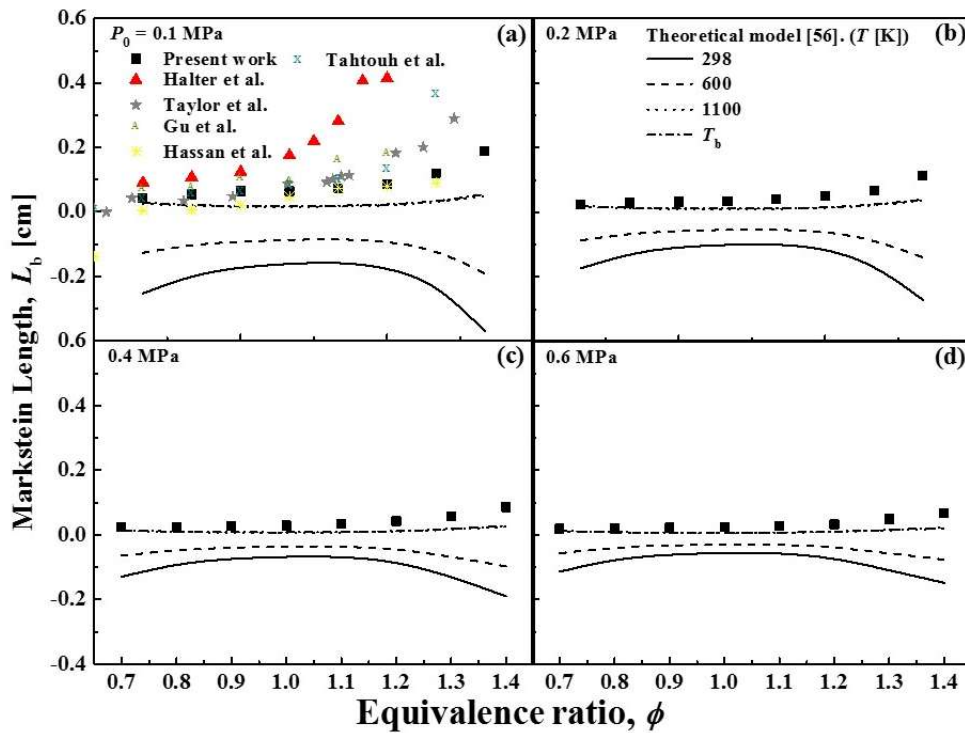 P₀ = 0.1 MPa
(a)
Present work
Tahtouh et al.
Halter et al.
Taylor et al.
Gu et al.
Hassan et al.
0.6
0.4
0.2
0.0
-0.2
0.6
0.2 MPa
(b)
Theoretical model [56]. (T [K])
298
600
1100
T_b
0.4 MPa
(c)
0.4
0.2
0.0
-0.2
-0.4
0.6 MPa
(d)
0.7 0.8 0.9 1.0 1.1 1.2 1.3 1.4
0.7 0.8 0.9 1.0 1.1 1.2 1.3 1.4
Markstein Length, L_b [cm]
Equivalence ratio, ϕ